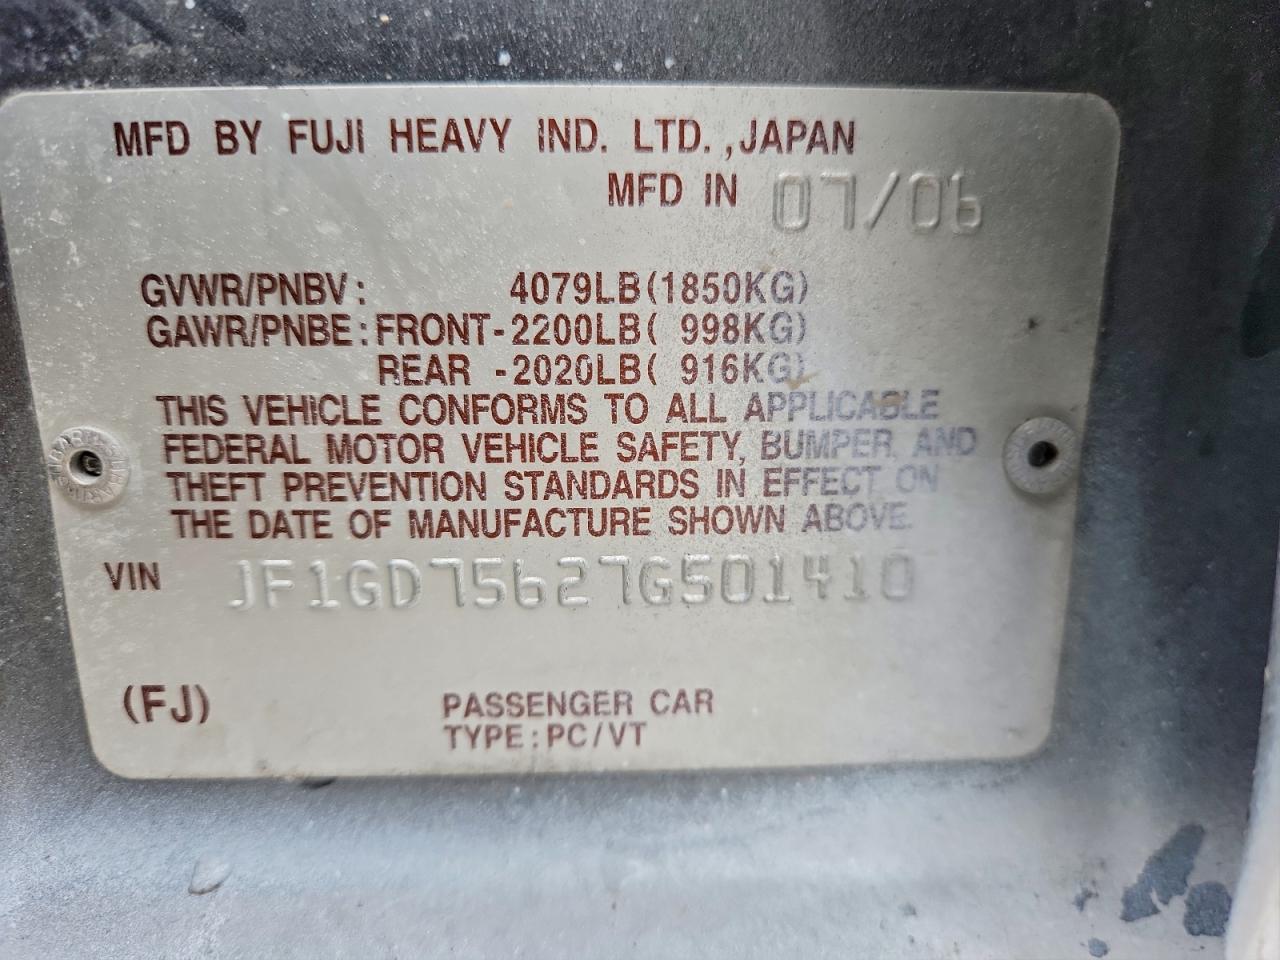 MFD BY FUJI HEAVY IND. LTD. ,JAPAN
MFD IN 07/06
GVWR/PNBV: 4079LB(1850KG)
GAWR/PNBE: FRONT-2200LB( 998KG)
REAR -2020LB( 916KG)
THIS VEHICLE CONFORMS TO ALL APPLICABLE
FEDERAL MOTOR VEHICLE SAFETY, BUMPER, AND
THEFT PREVENTION STANDARDS IN EFFECT ON
THE DATE OF MANUFACTURE SHOWN ABOVE.
VIN JF1GD75627G501410
(FJ) PASSENGER CAR
TYPE: PC/VT